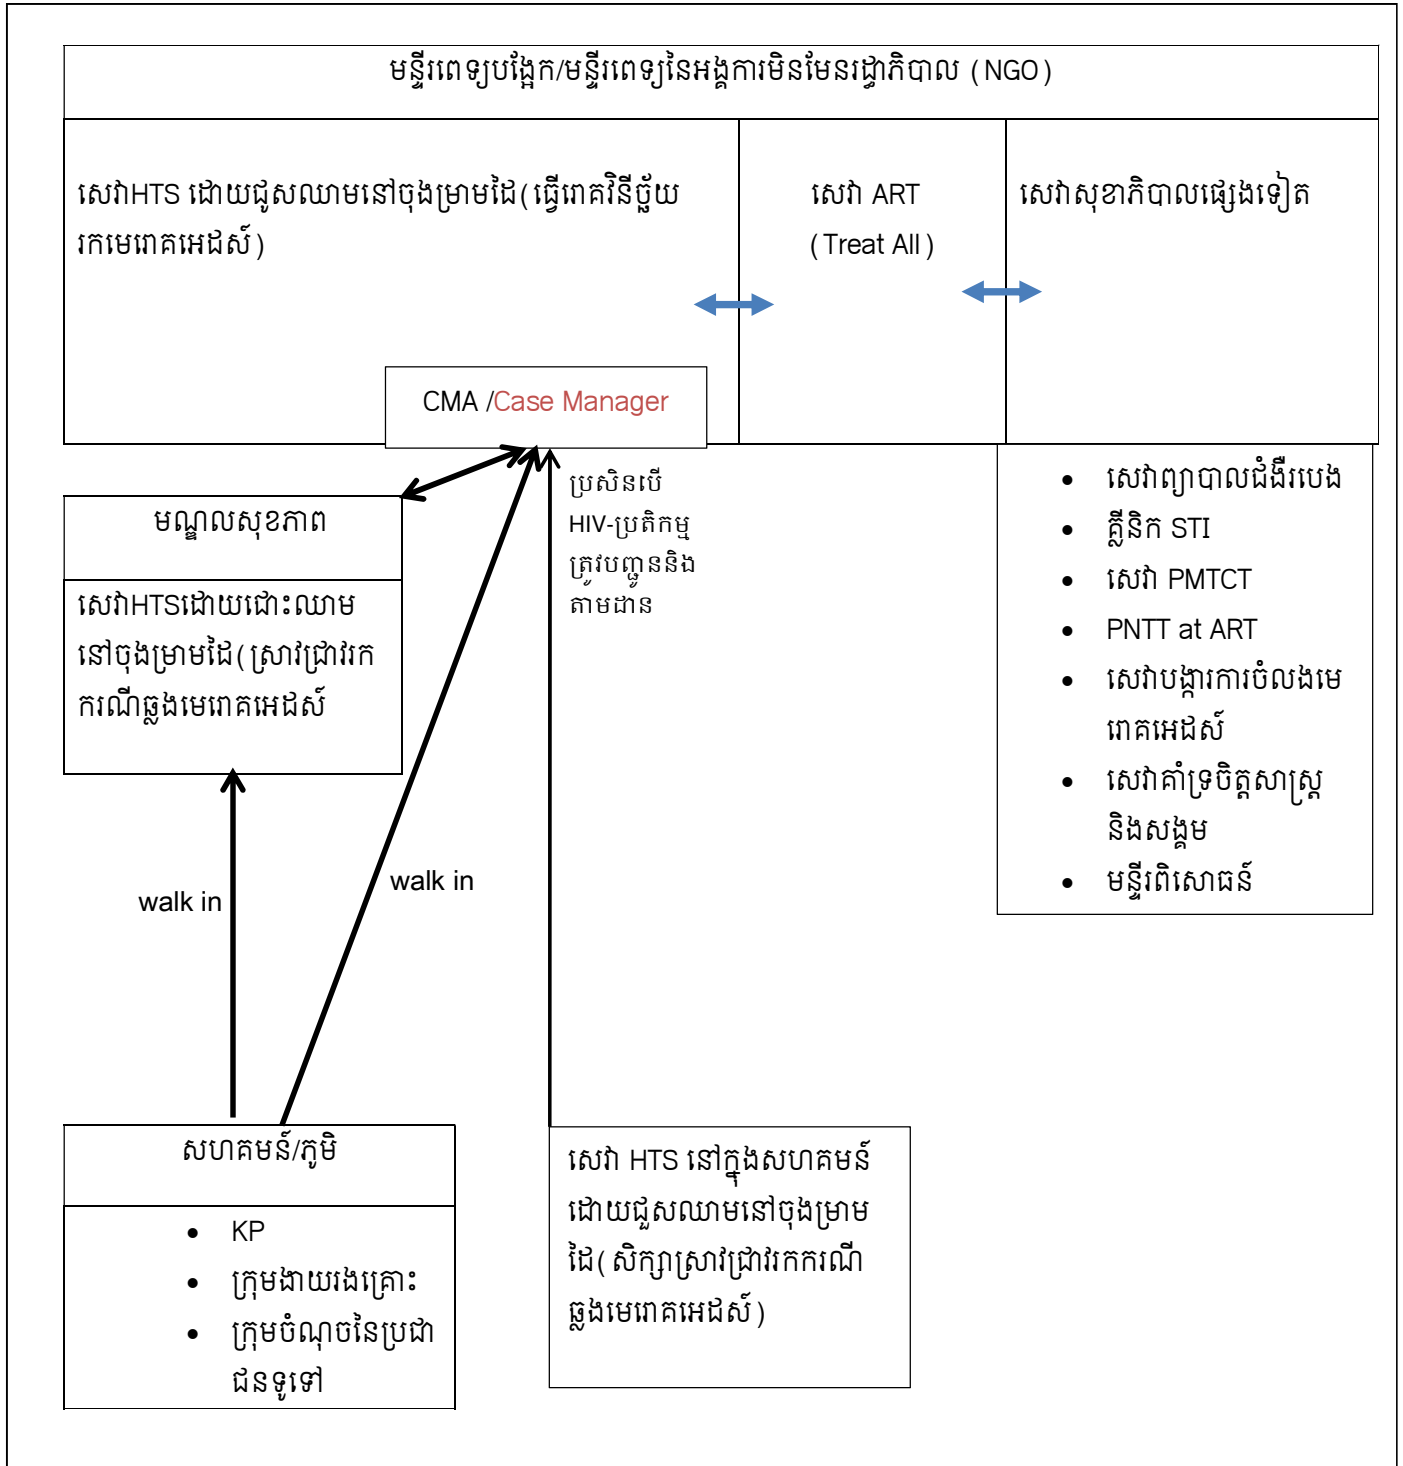 មន្ទីរពេទ្យបង្អែក/មន្ទីរពេទ្យនៃអង្គការមិនមែនរដ្ឋាភិបាល (NGO)
សេវាHTS ដោយជូសឈាមនៅចុងម្រាមដៃ(ធ្វើរោគវិនីច្ឆ័យ
រកមេរោគអេដស៍)
សេវា ART
(Treat All)
សេវាសុខាភិបាលផ្សេងទៀត
CMA /Case Manager
ប្រសិនបើ
HIV-ប្រតិកម្ម
ត្រូវបញ្ជូននិង
តាមដាន
មណ្ឌលសុខភាព
សេវាHTSដោយជោះឈាម
នៅចុងម្រាមដៃ(ស្រាវជ្រាវរក
ករណីឆ្លងមេរោគអេដស៍
សេវាព្យាបាលជំងឺរបេង
គ្លីនិក STI
សេវា PMTCT
PNTT at ART
សេវាបង្ការការចំលងមេ
រោគអេដស៍
សេវាគាំទ្រចិត្តសាស្ត្រ
និងសង្គម
មន្ទីរពិសោធន៍
walk in
walk in
សហគមន៍/ភូមិ
KP
ក្រុមងាយរងគ្រោះ
ក្រុមចំណុចនៃប្រជា
ជនទូទៅ
សេវា HTS នៅក្នុងសហគមន៍
ដោយជួសឈាមនៅចុងម្រាម
ដៃ(សិក្សាស្រាវជ្រាវរកករណី
ឆ្លងមេរោគអេដស៍)